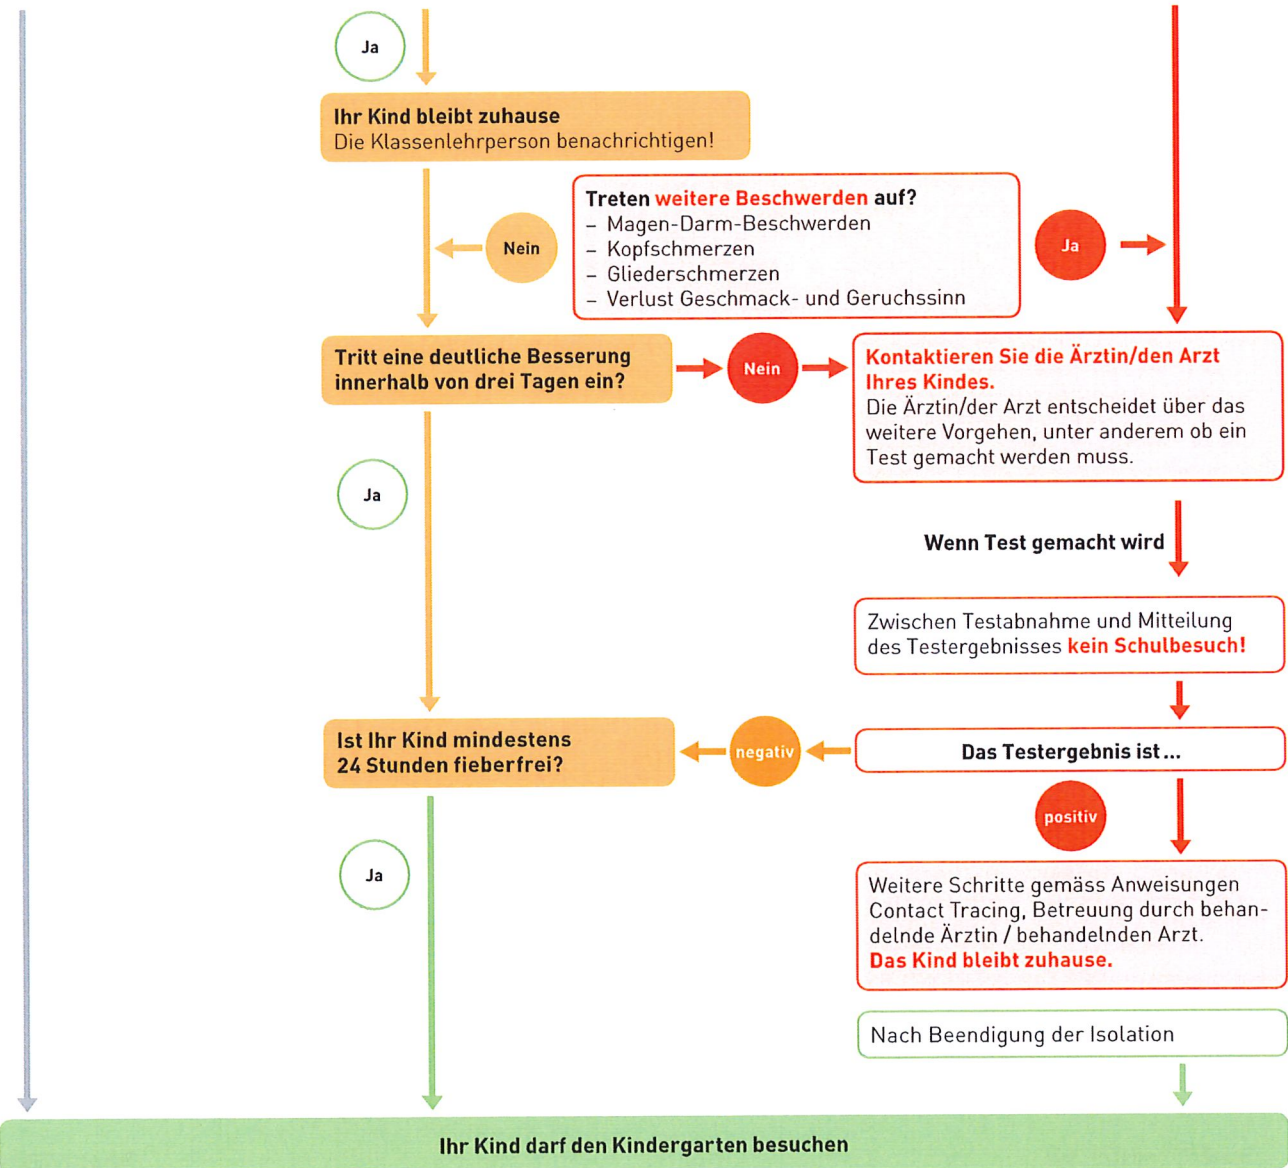 Ja
Ihr Kind bleibt zuhause
Die Klassenlehrperson benachrichtigen!
Treten weitere Beschwerden auf?
– Magen-Darm-Beschwerden
– Kopfschmerzen
– Gliederschmerzen
– Verlust Geschmack- und Geruchssinn
Nein
Ja
Tritt eine deutliche Besserung
innerhalb von drei Tagen ein?
Nein
Kontaktieren Sie die Ärztin/den Arzt
Ihres Kindes.
Die Ärztin/der Arzt entscheidet über das
weitere Vorgehen, unter anderem ob ein
Test gemacht werden muss.
Ja
Wenn Test gemacht wird
Zwischen Testabnahme und Mitteilung
des Testergebnisses kein Schulbesuch!
Ist Ihr Kind mindestens
24 Stunden fieberfrei?
negativ
Das Testergebnis ist ...
positiv
Ja
Weitere Schritte gemäss Anweisungen
Contact Tracing, Betreuung durch behan-
delnde Ärztin / behandelnden Arzt.
Das Kind bleibt zuhause.
Nach Beendigung der Isolation
Ihr Kind darf den Kindergarten besuchen